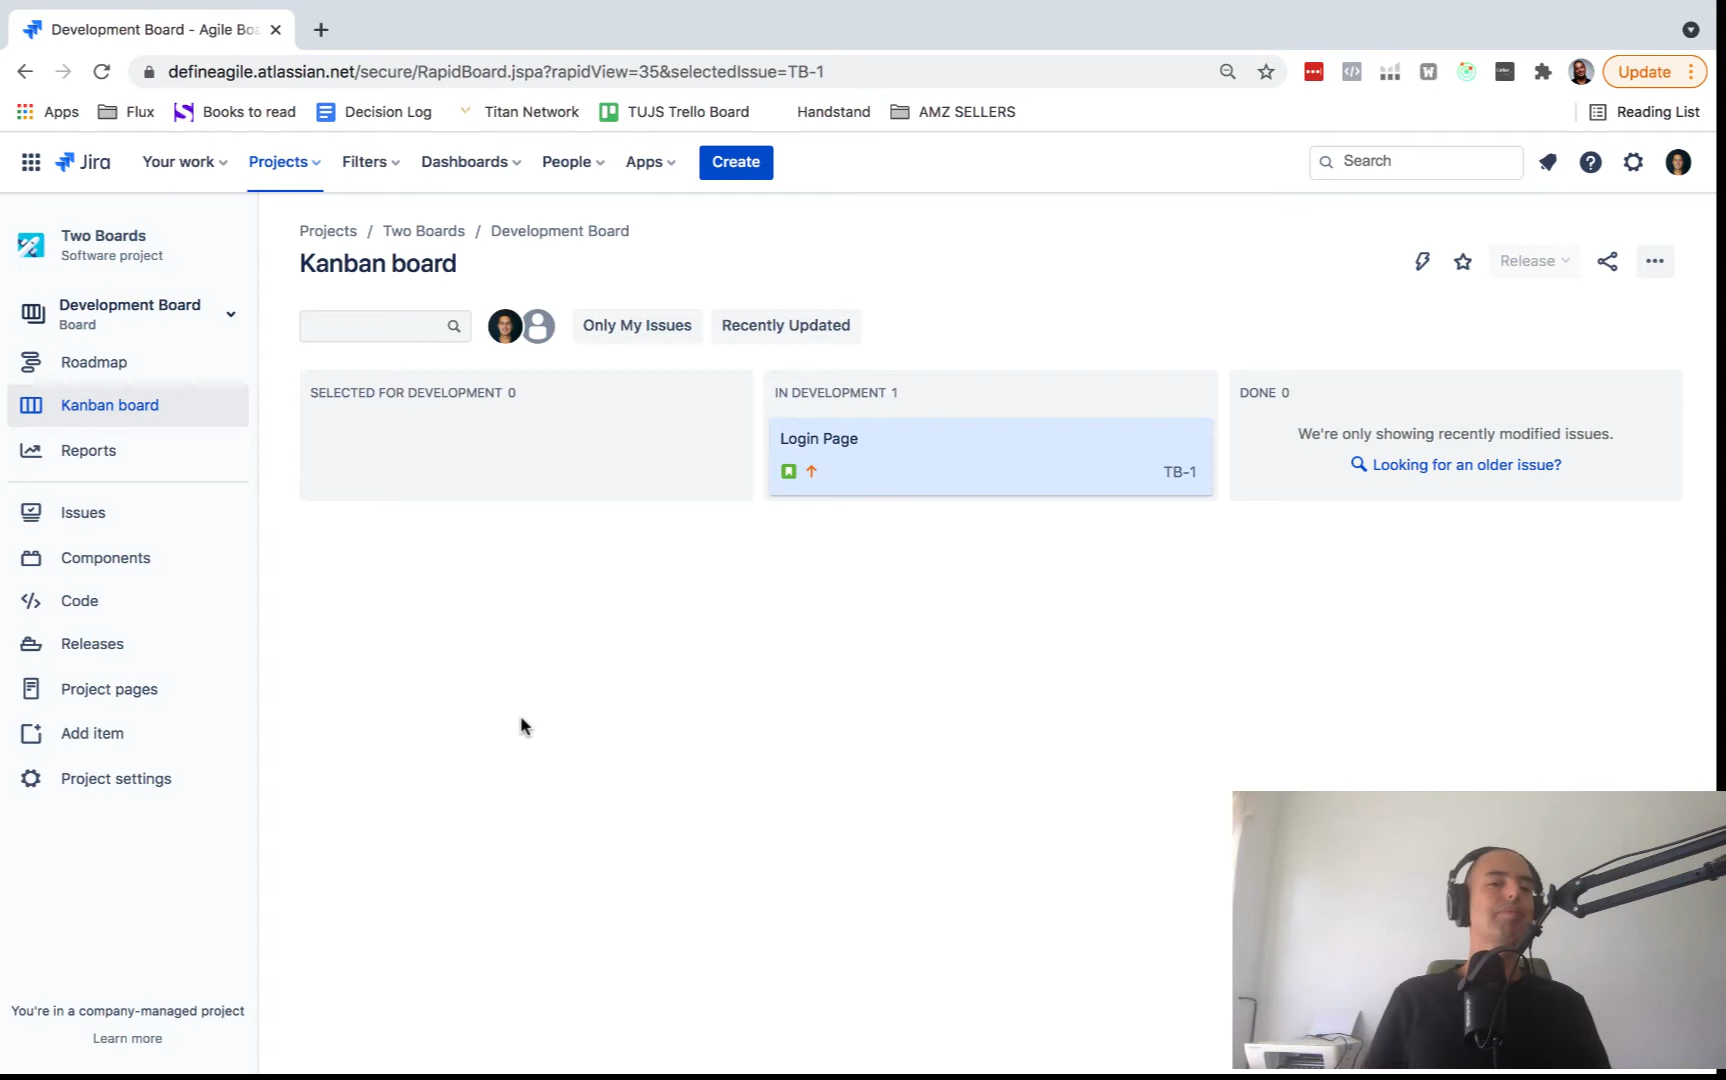 Development Board - Agile Boa
defineagile.atlassian.net/secure/RapidBoard.jspa?rapidView=35&selectedIssue=TB-1
Update
Apps
Flux
Books to read
Decision Log
Titan Network
TUJS Trello Board
Handstand
AMZ SELLERS
Reading List
Jira
Your work
Projects
Filters
Dashboards
People
Apps
Create
Search
Two Boards
Software project
Development Board
Board
Roadmap
Kanban board
Reports
Issues
Components
Code
Releases
Project pages
Add item
Project settings
You're in a company-managed project
Learn more
Projects / Two Boards / Development Board
Kanban board
Release
Only My Issues
Recently Updated
SELECTED FOR DEVELOPMENT 0
IN DEVELOPMENT 1
Login Page
TB-1
DONE 0
We're only showing recently modified issues.
Looking for an older issue?